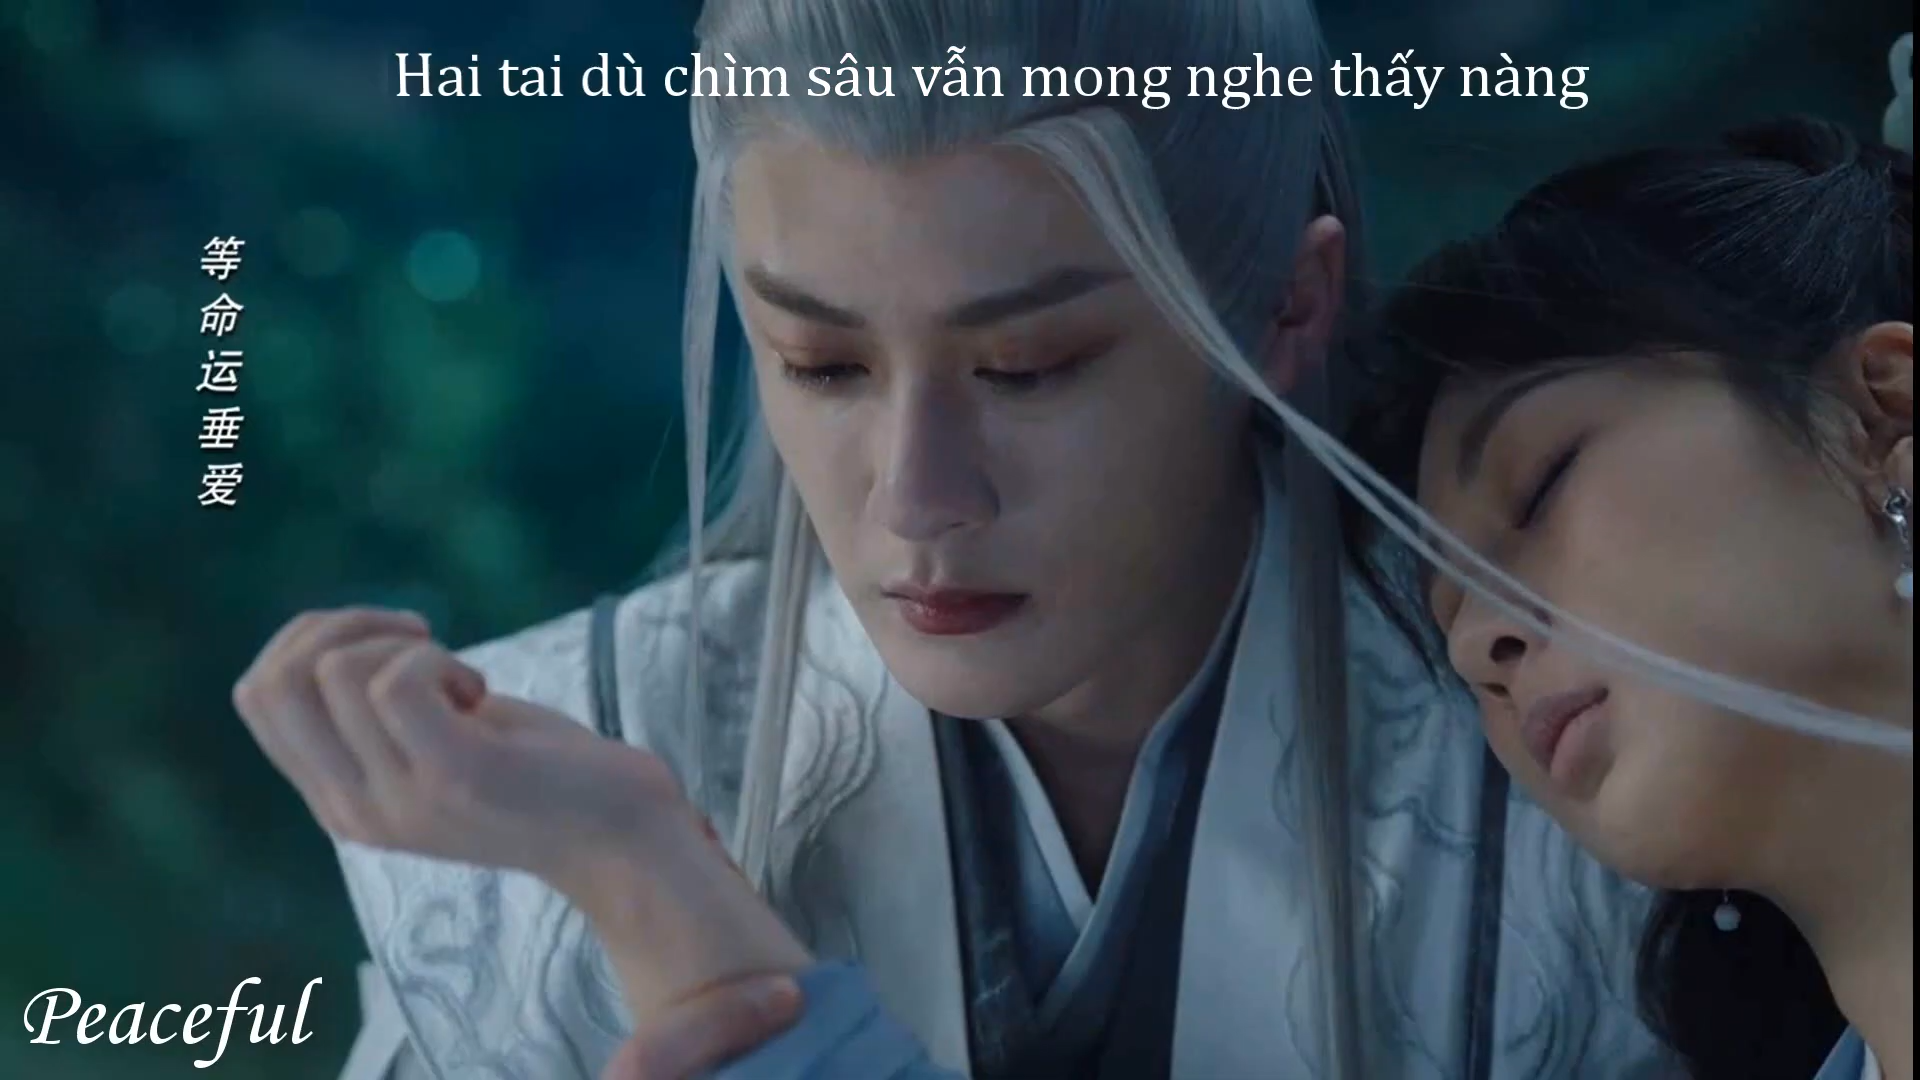 Hai tai dù chìm sâu vẫn mong nghe thấy nàng
等命运垂爱
Peaceful